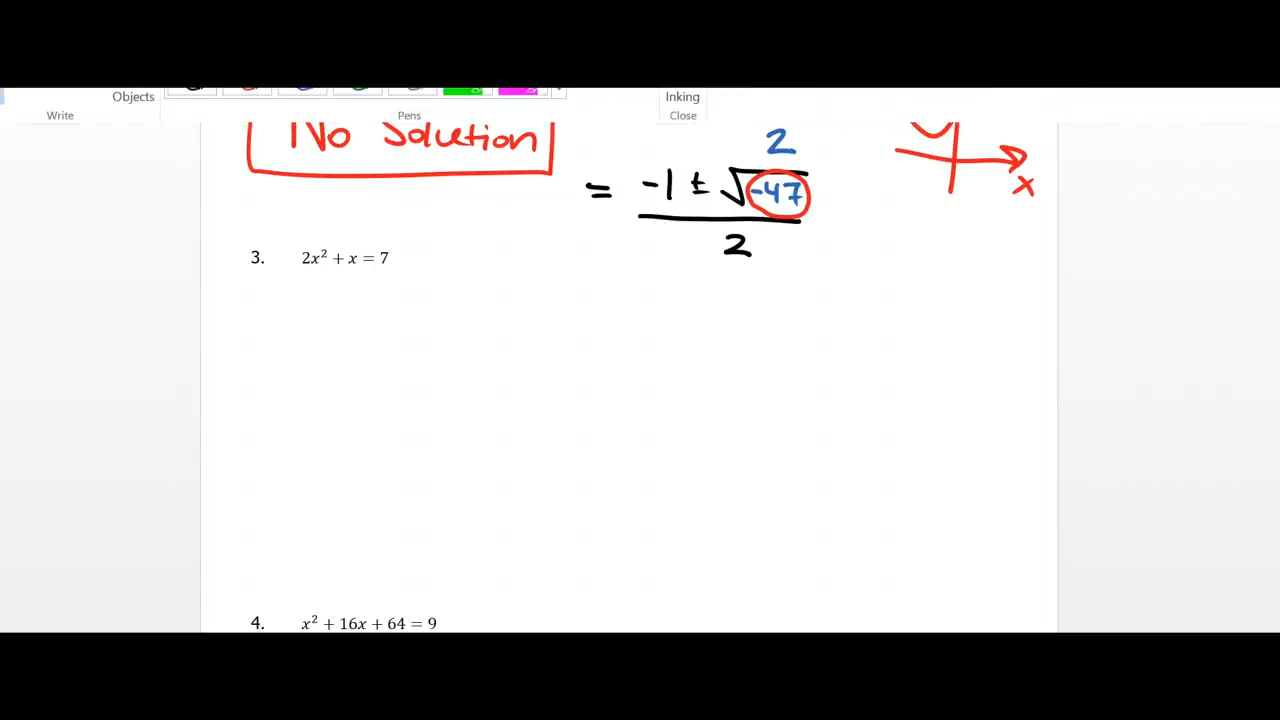 Objects
Inking
Write
Pens
Close
No Solution
2
= -1 ± √-47
2
x
3. 2x² + x = 7
4. x² + 16x + 64 = 9